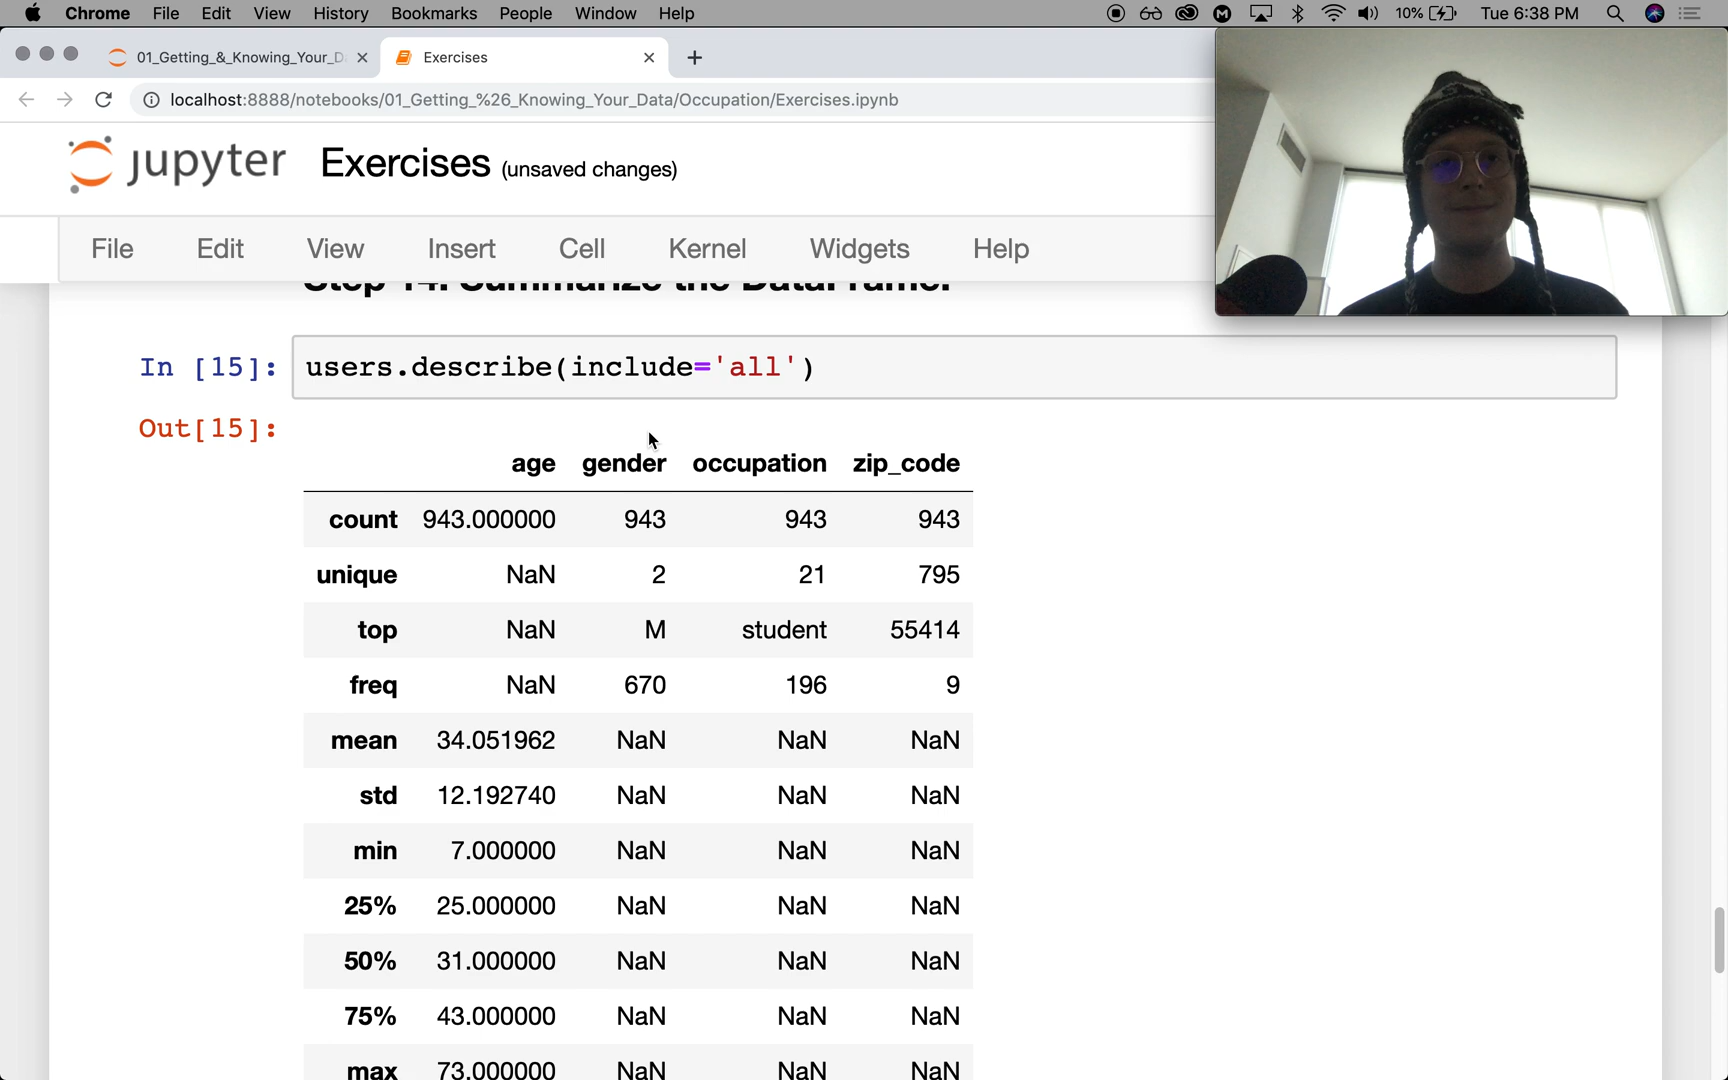 Chrome File Edit View History Bookmarks People Window Help 10% Tue 6:38 PM
01_Getting_&_Knowing_Your_D Exercises
localhost:8888/notebooks/01_Getting_%26_Knowing_Your_Data/Occupation/Exercises.ipynb
jupyter Exercises (unsaved changes)
File Edit View Insert Cell Kernel Widgets Help
Step 14. Summarize the DataFrame.
In [15]: users.describe(include='all')
Out[15]:
age gender occupation zip_code
count 943.000000 943 943 943
unique NaN 2 21 795
top NaN M student 55414
freq NaN 670 196 9
mean 34.051962 NaN NaN NaN
std 12.192740 NaN NaN NaN
min 7.000000 NaN NaN NaN
25% 25.000000 NaN NaN NaN
50% 31.000000 NaN NaN NaN
75% 43.000000 NaN NaN NaN
max 73.000000 NaN NaN NaN